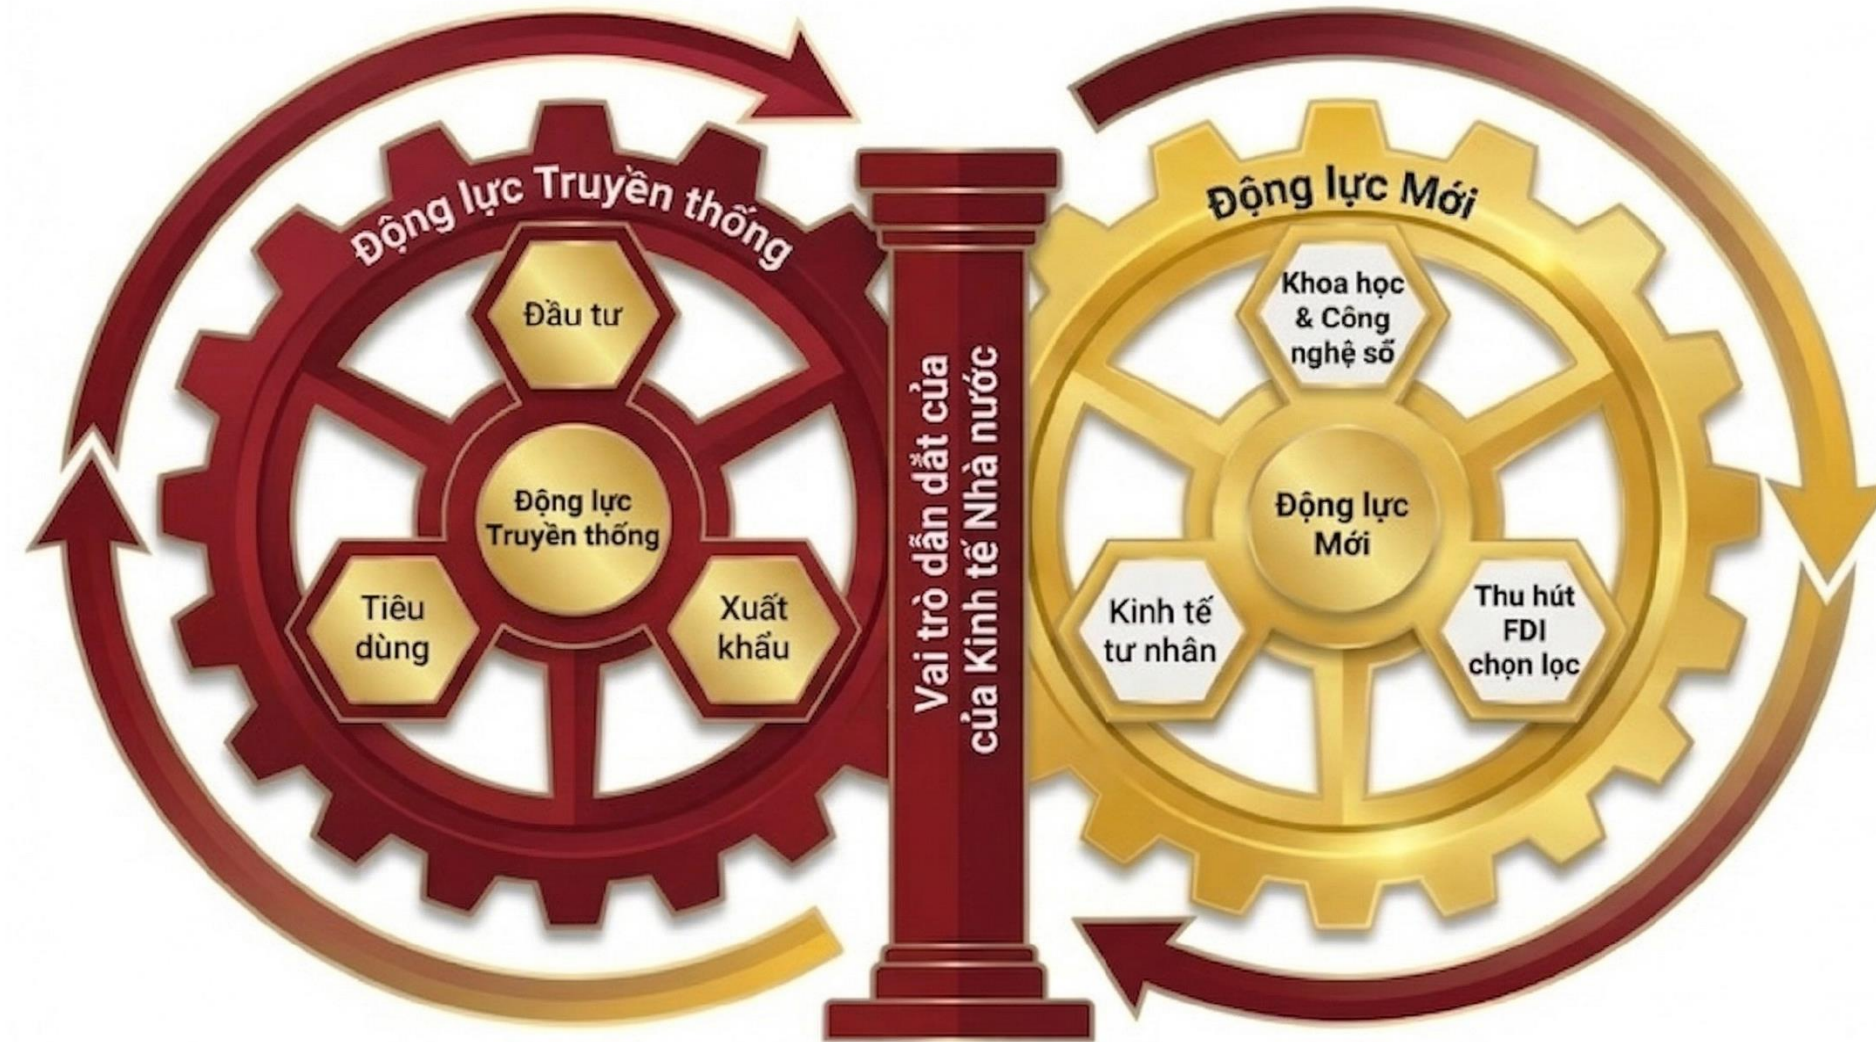 Động lực Truyền thống
Đầu tư
Động lực
Truyền thống
Tiêu
dùng
Xuất
khẩu
Vai trò dẫn dắt của
của Kinh tế Nhà nước
Động lực Mới
Khoa học
& Công
nghệ số
Động lực
Mới
Kinh tế
tư nhân
Thu hút
FDI
chọn lọc